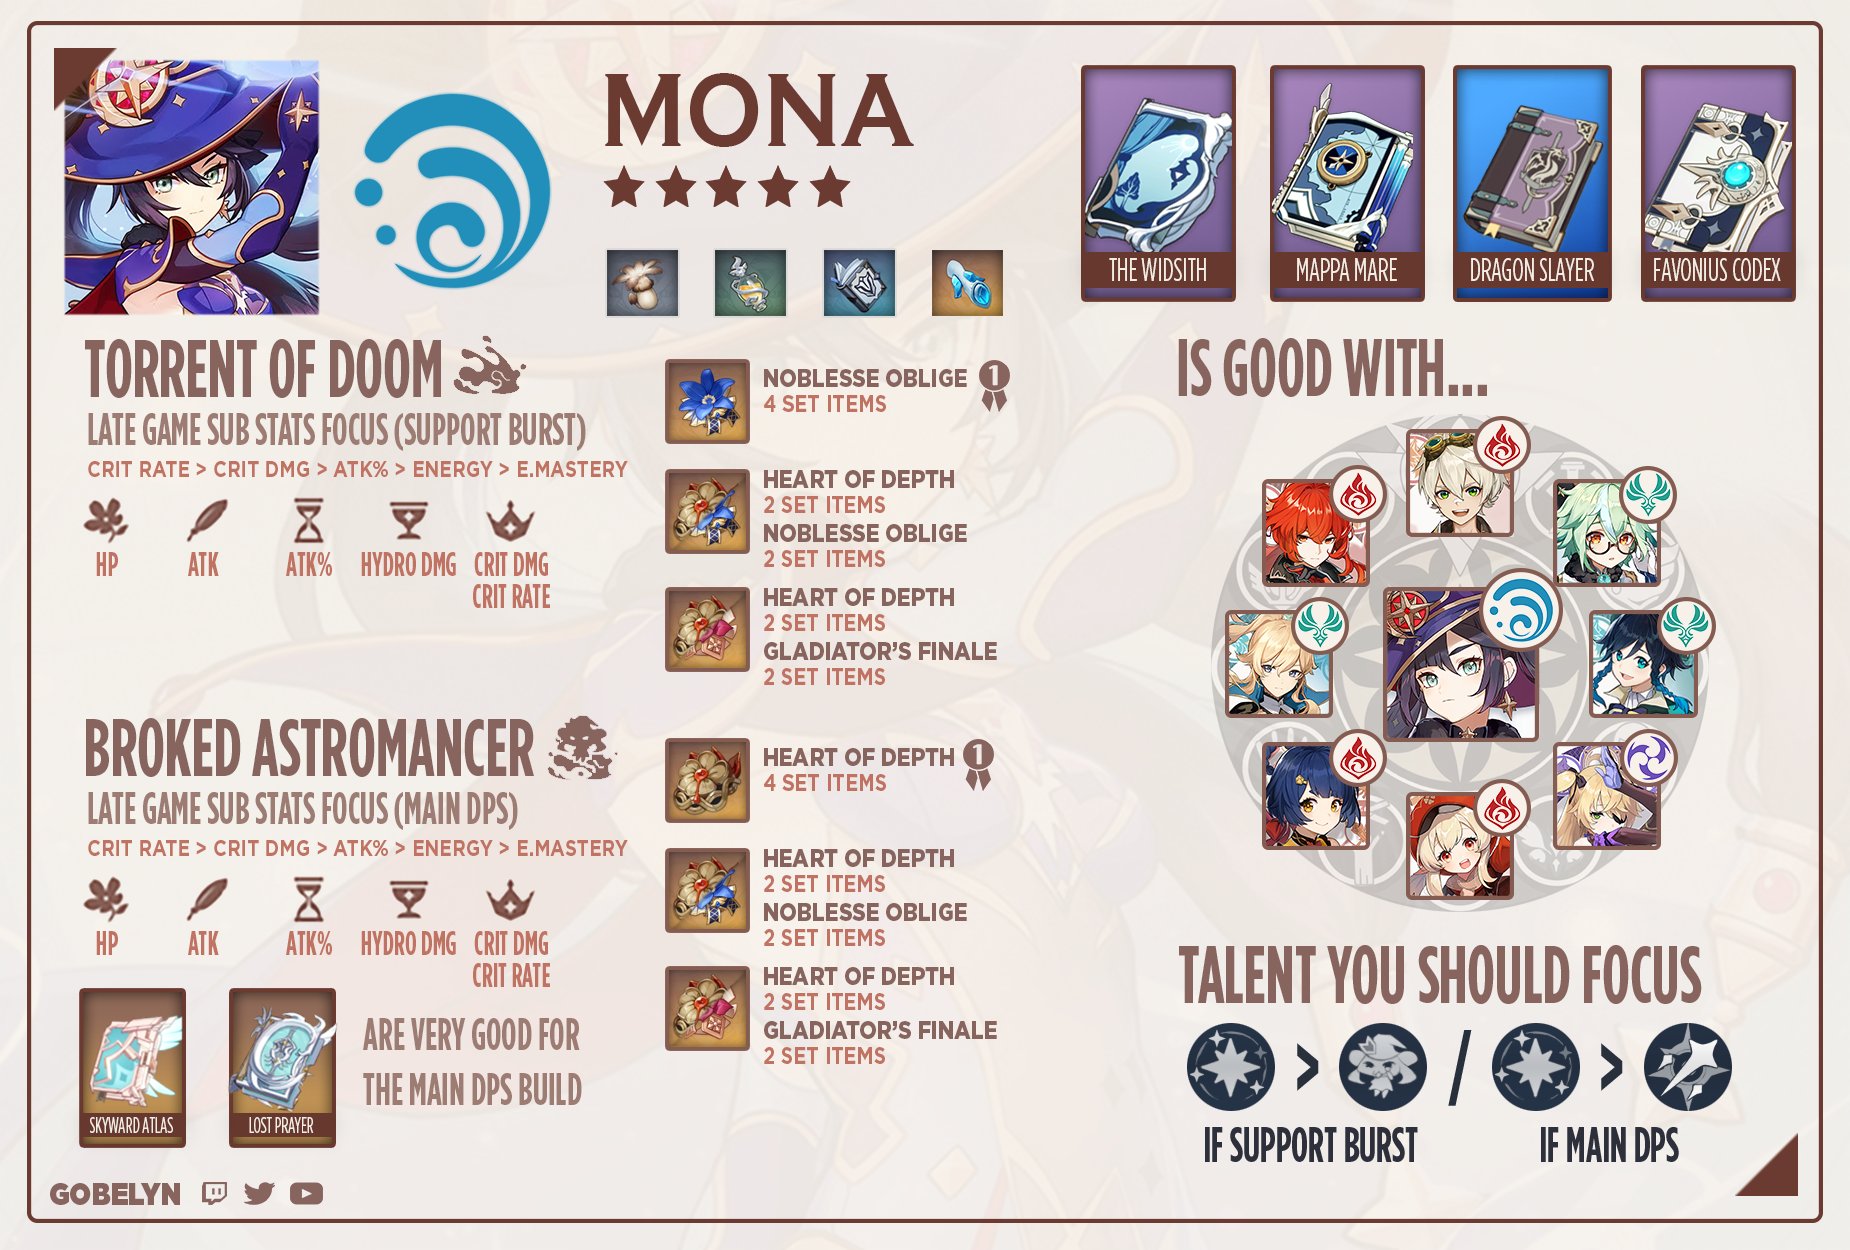 MONA
THE WIDSITH
MAPPA MARE
DRAGON SLAYER
FAVONIUS CODEX
TORRENT OF DOOM
LATE GAME SUB STATS FOCUS (SUPPORT BURST)
CRIT RATE > CRIT DMG > ATK% > ENERGY > E.MASTERY
HP
ATK
ATK%
HYDRO DMG
CRIT DMG
CRIT RATE
NOBLESSE OBLIGE 1
4 SET ITEMS
HEART OF DEPTH
2 SET ITEMS
NOBLESSE OBLIGE
2 SET ITEMS
HEART OF DEPTH
2 SET ITEMS
GLADIATOR'S FINALE
2 SET ITEMS
BROKED ASTROMANCER
LATE GAME SUB STATS FOCUS (MAIN DPS)
CRIT RATE > CRIT DMG > ATK% > ENERGY > E.MASTERY
HP
ATK
ATK%
HYDRO DMG
CRIT DMG
CRIT RATE
SKYWARD ATLAS
LOST PRAYER
ARE VERY GOOD FOR
THE MAIN DPS BUILD
HEART OF DEPTH 1
4 SET ITEMS
HEART OF DEPTH
2 SET ITEMS
NOBLESSE OBLIGE
2 SET ITEMS
HEART OF DEPTH
2 SET ITEMS
GLADIATOR'S FINALE
2 SET ITEMS
IS GOOD WITH...
TALENT YOU SHOULD FOCUS
> / >
IF SUPPORT BURST
IF MAIN DPS
GOBELYN